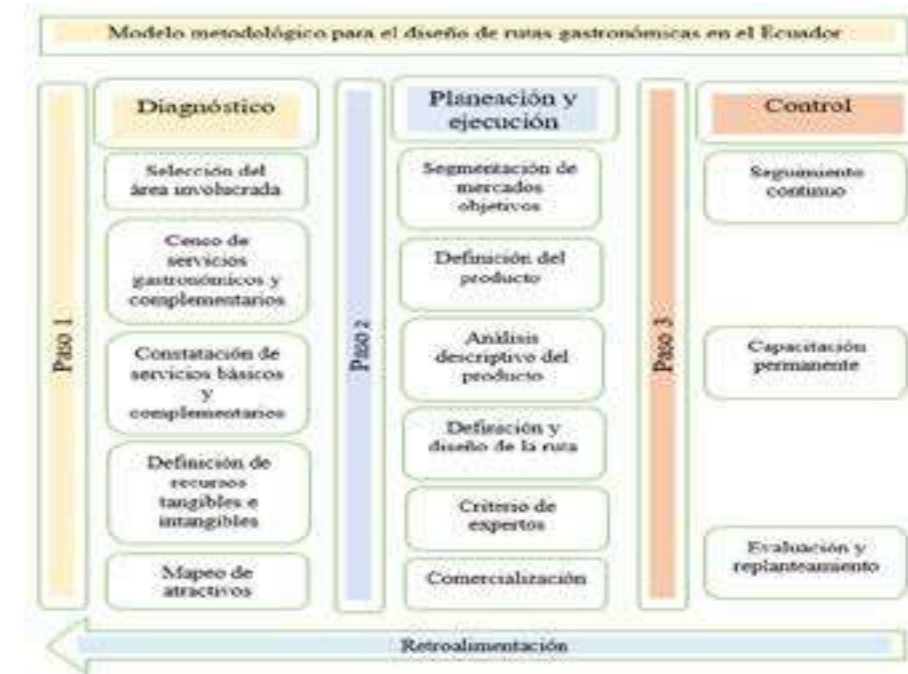 Modelo metodológico para el diseño de rutas gastronómicas en el Ecuador
Paso 1
Diagnóstico
Selección del
área involucrada
Cenco de
servicios
gastronómicos y
complementarios
Constatación de
servicios básicos
y
complementarios
Definición de
recursos
tangibles e
intangibles
Mapeo de
atractivos
Paso 2
Planeación y
ejecución
Segmentación de
mercados
objetivos
Definición del
producto
Análisis
descriptivo del
producto
Definición y
diseño de la ruta
Criterio de
expertos
Comercialización
Paso 3
Control
Seguimiento
continuo
Capacitación
permanente
Evaluación y
replanteamiento
Retroalimentación